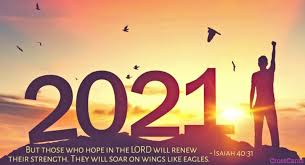 2021
BUT THOSE WHO HOPE IN THE LORD WILL RENEW
THEIR STRENGTH. THEY WILL SOAR ON WINGS LIKE EAGLES.
- ISAIAH 40:31
CrossCards